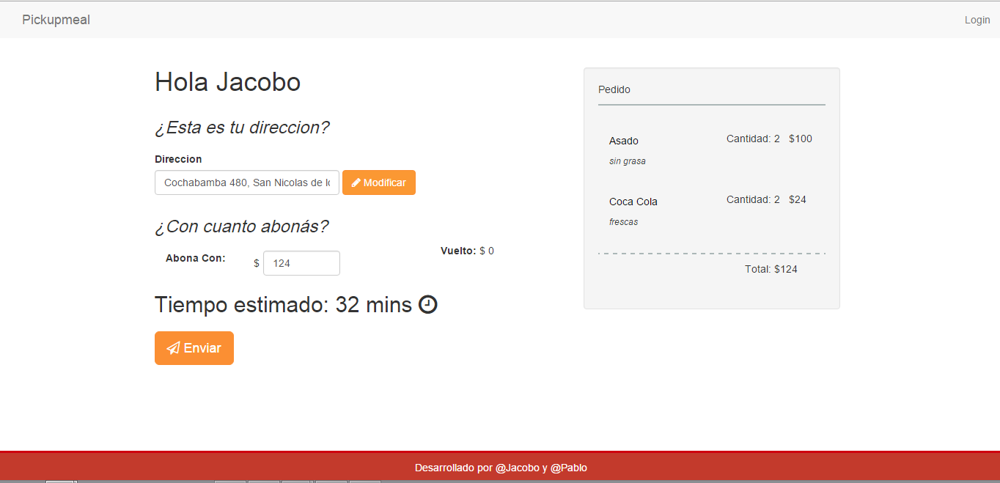 Pickupmeal
Login
Hola Jacobo
¿Esta es tu direccion?
Direccion
Cochabamba 480, San Nicolas de
Modificar
¿Con cuanto abonás?
Abona Con:
$ 124
Vuelto: $ 0
Tiempo estimado: 32 mins
Enviar
Pedido
Asado
Cantidad: 2 $100
sin grasa
Coca Cola
Cantidad: 2 $24
frescas
Total: $124
Desarrollado por @Jacobo y @Pablo